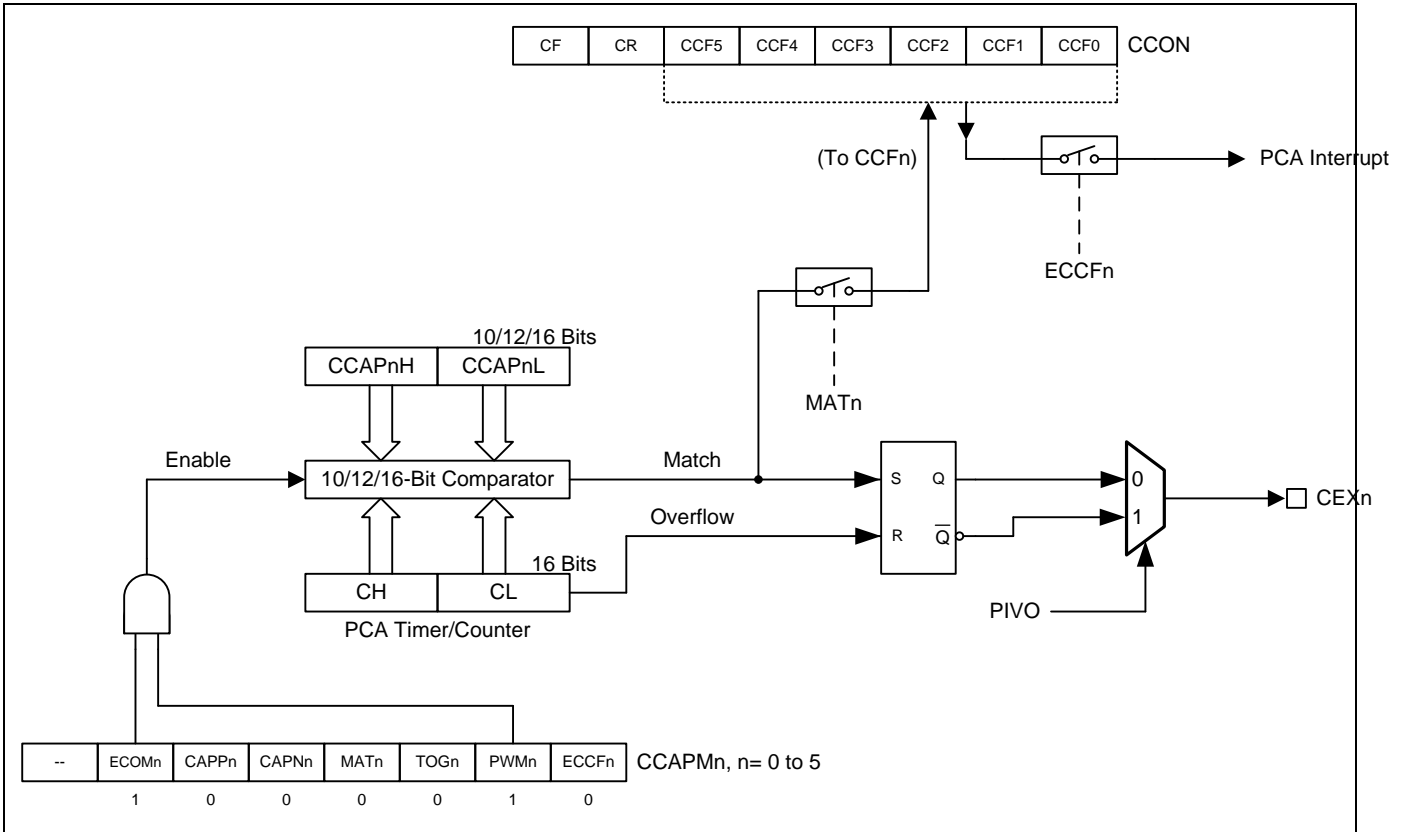 CF CR CCF5 CCF4 CCF3 CCF2 CCF1 CCF0 CCON
(To CCFn)
PCA Interrupt
ECCFn
10/12/16 Bits
CCAPnH CCAPnL
MATn
Enable
10/12/16-Bit Comparator
Match
S Q
0
CEXn
Overflow
R Q
1
16 Bits
CH CL
PIVO
PCA Timer/Counter
-- ECOMn CAPPn CAPNn MATn TOGn PWMn ECCFn CCAPMn, n= 0 to 5
1 0 0 0 0 1 0